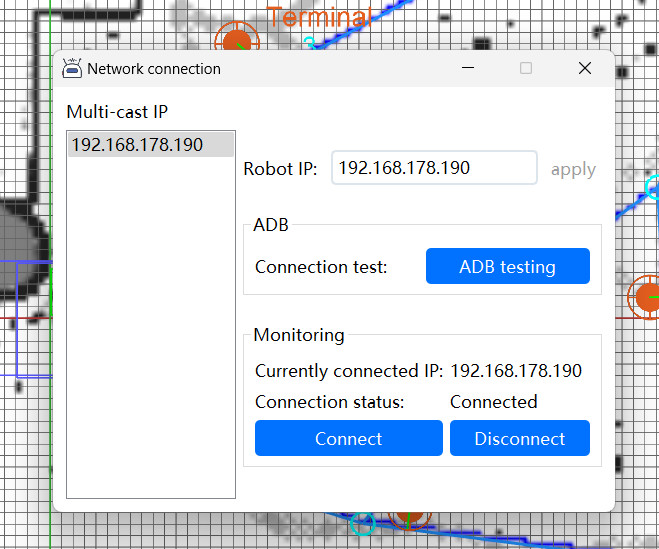 Terminal
Network connection
Multi-cast IP
192.168.178.190
Robot IP: 192.168.178.190 apply
ADB
Connection test: ADB testing
Monitoring
Currently connected IP: 192.168.178.190
Connection status: Connected
Connect Disconnect